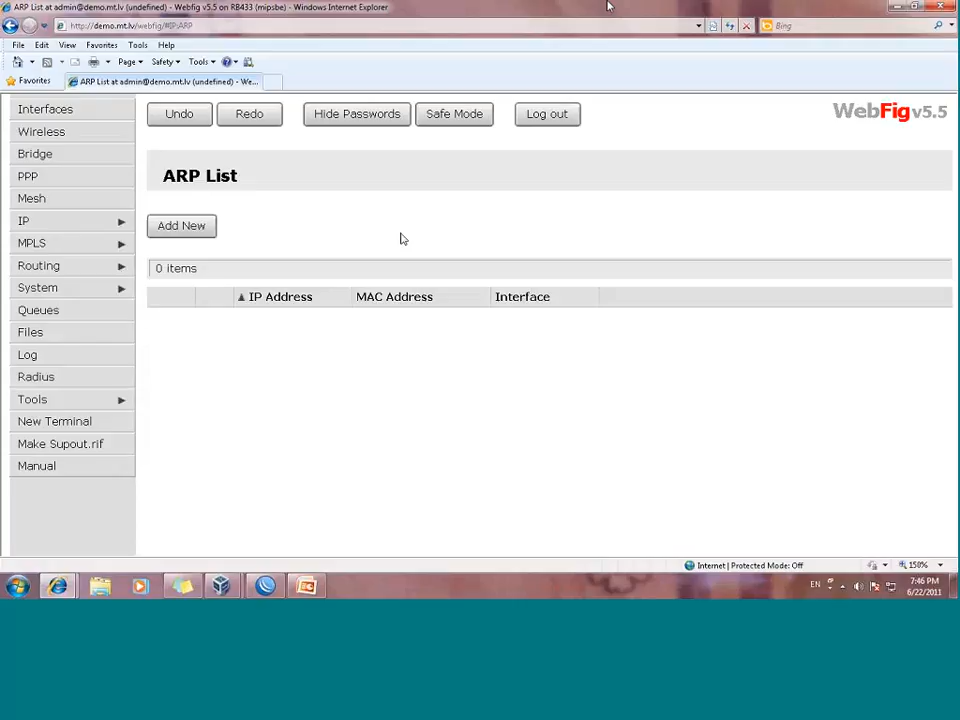 ARP List at admin@demo.mt.lv (undefined) - Webfig v5.5 on RB433 (mipsbe) - Windows Internet Explorer
http://demo.mt.lv/webfig/#IP:ARP
Bing
File Edit View Favorites Tools Help
Page Safety Tools
Favorites
ARP List at admin@demo.mt.lv (undefined) - We...
Interfaces
Wireless
Bridge
PPP
Mesh
IP
MPLS
Routing
System
Queues
Files
Log
Radius
Tools
New Terminal
Make Supout.rif
Manual
Undo Redo Hide Passwords Safe Mode Log out
WebFig v5.5
ARP List
Add New
0 items
IP Address MAC Address Interface
Internet | Protected Mode: Off
150%
EN
7:46 PM
6/22/2011